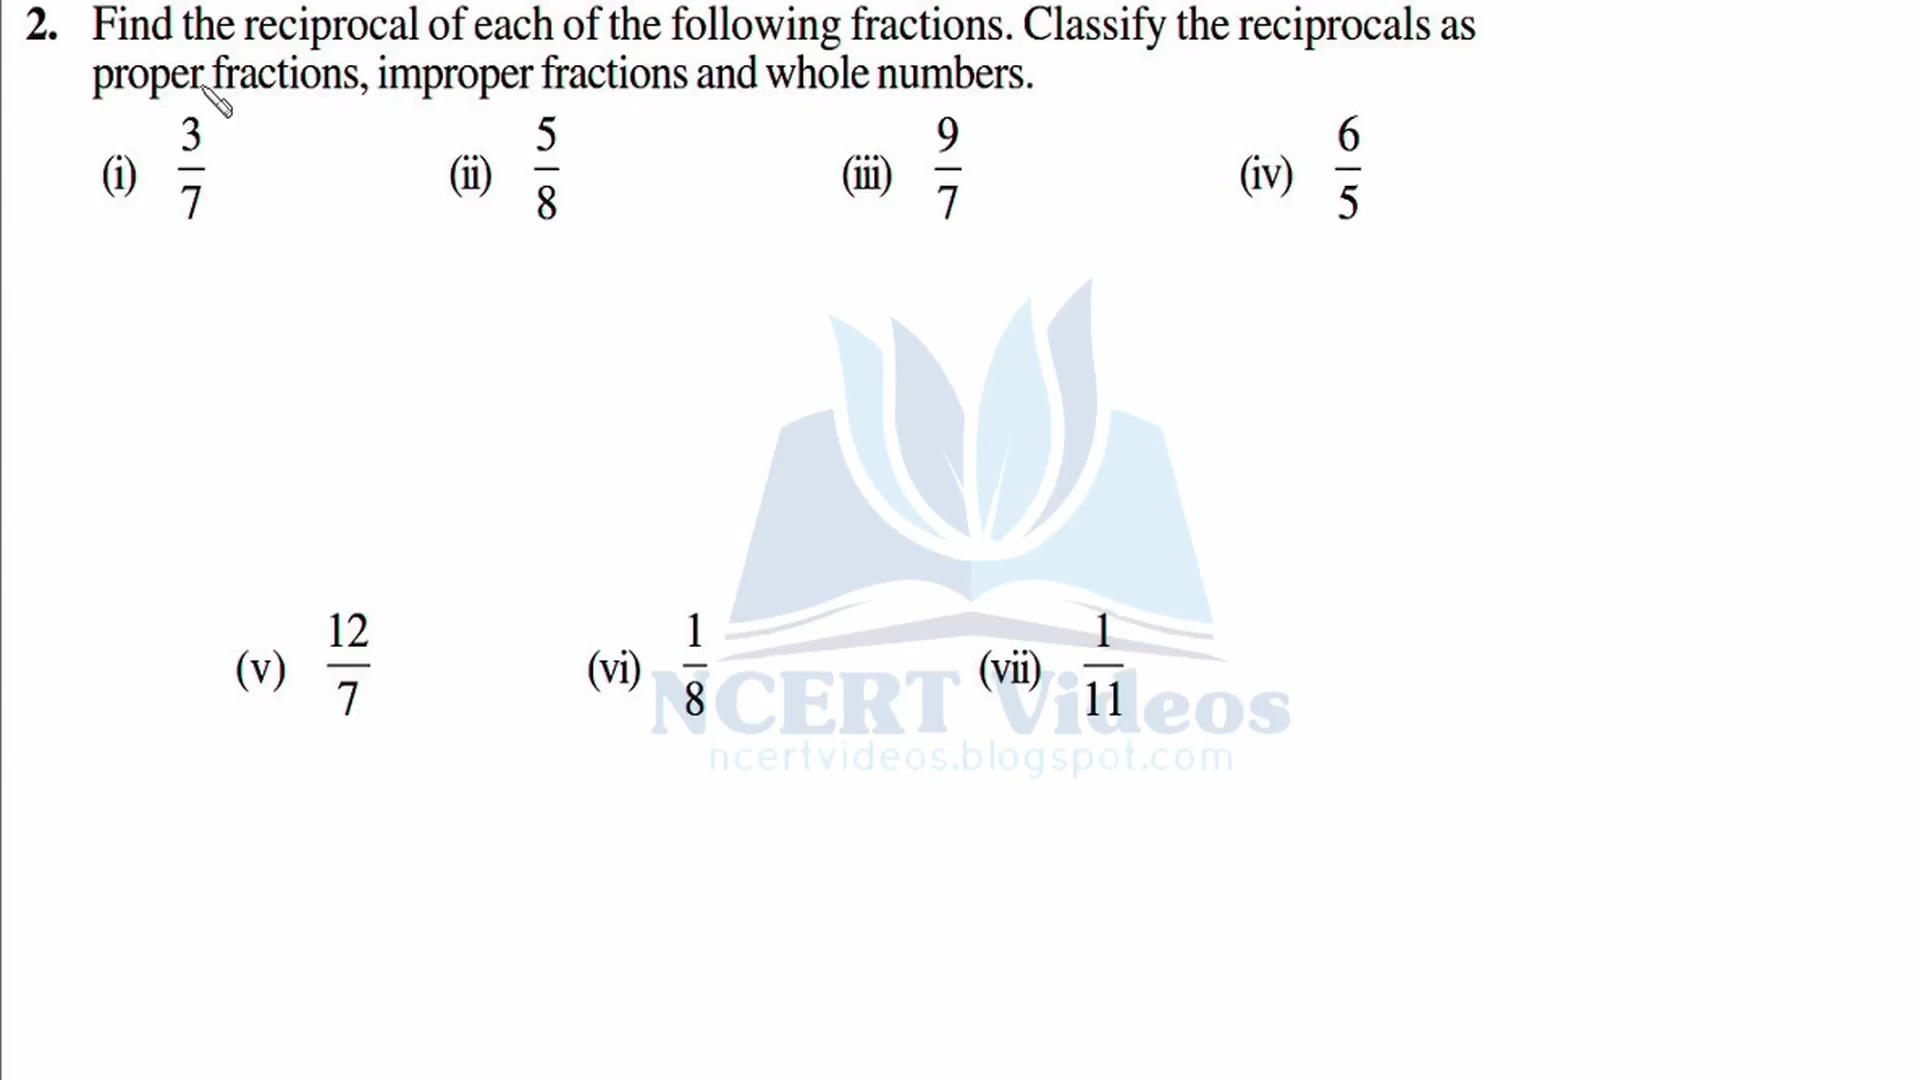 2. Find the reciprocal of each of the following fractions. Classify the reciprocals as
proper fractions, improper fractions and whole numbers.
(i) 3/7 (ii) 5/8 (iii) 9/7 (iv) 6/5
(v) 12/7 (vi) 1/8 (vii) 1/11
NCERT Videos
ncertvideos.blogspot.com